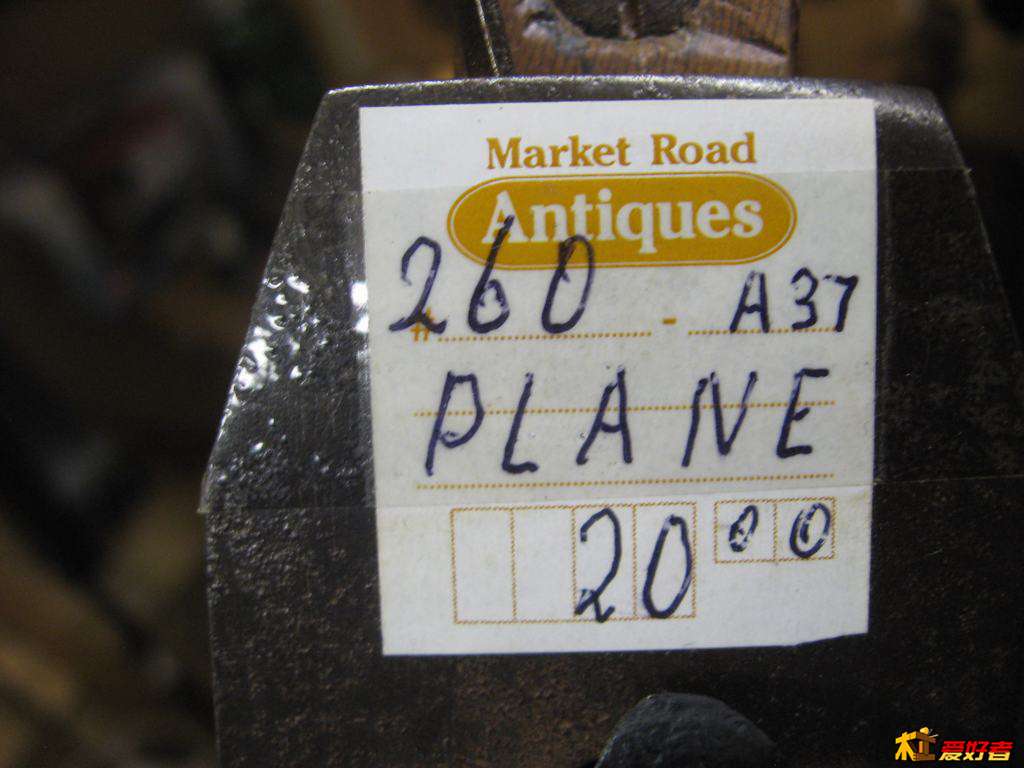 Market Road
Antiques
# 260 - A37
PLANE
20 00
爱好者